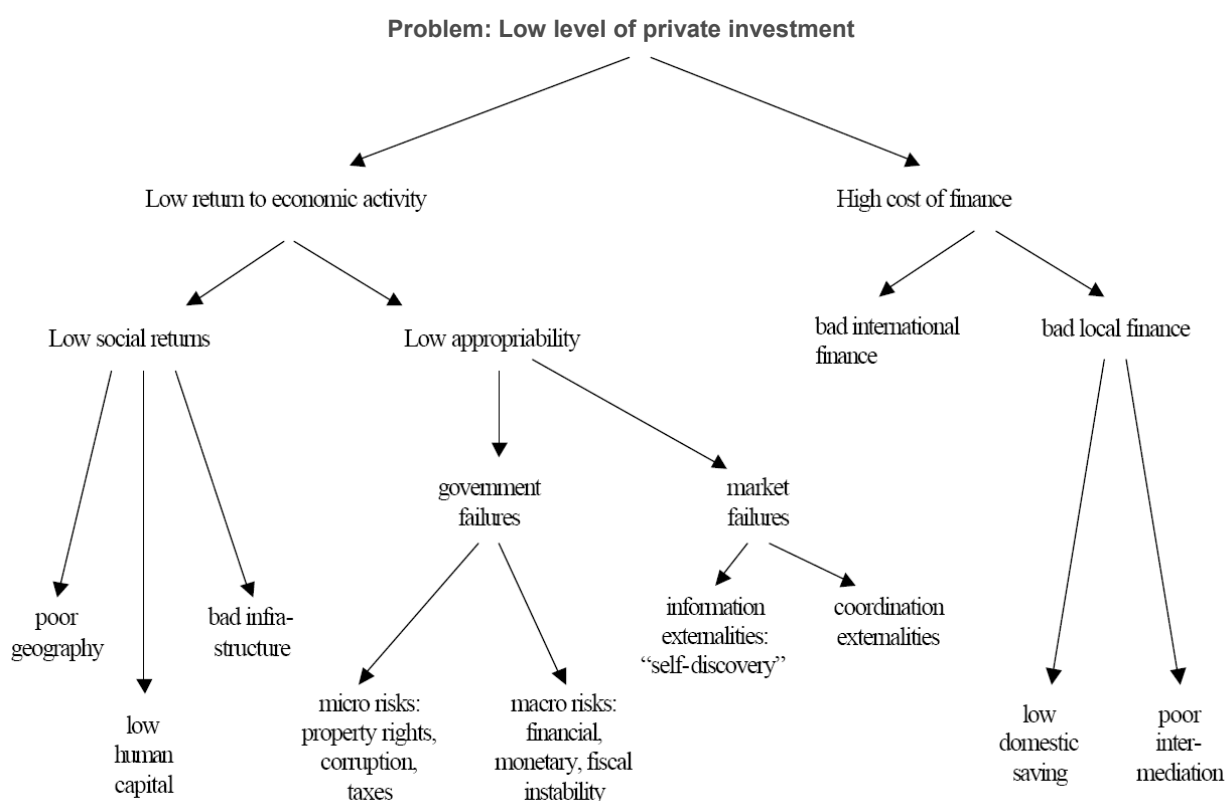 Problem: Low level of private investment
Low return to economic activity
High cost of finance
Low social returns
Low appropriability
bad international
finance
bad local finance
government
failures
market
failures
poor
geography
bad infra-
structure
information
externalities:
“self-discovery”
coordination
externalities
low
human
capital
micro risks:
property rights,
corruption,
taxes
macro risks:
financial,
monetary, fiscal
instability
low
domestic
saving
poor
inter-
mediation